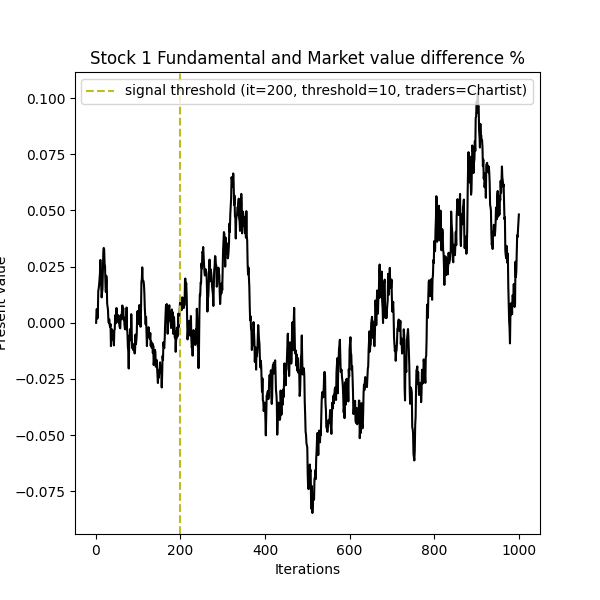 Stock 1 Fundamental and Market value difference %
signal threshold (it=200, threshold=10, traders=Chartist)
0.100
0.075
0.050
0.025
0.000
−0.025
−0.050
−0.075
Present value
0 200 400 600 800 1000
Iterations